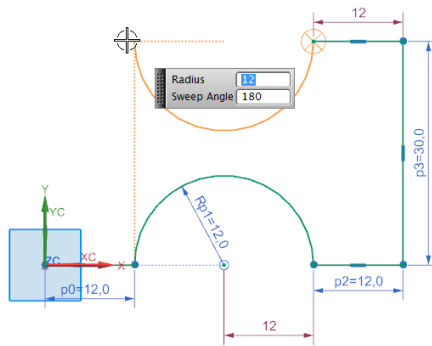 12
Radius 12
Sweep Angle 180
p3=30,0
Y
YC
Rp1=12,0
ZC XC X
p0=12,0
p2=12,0
12